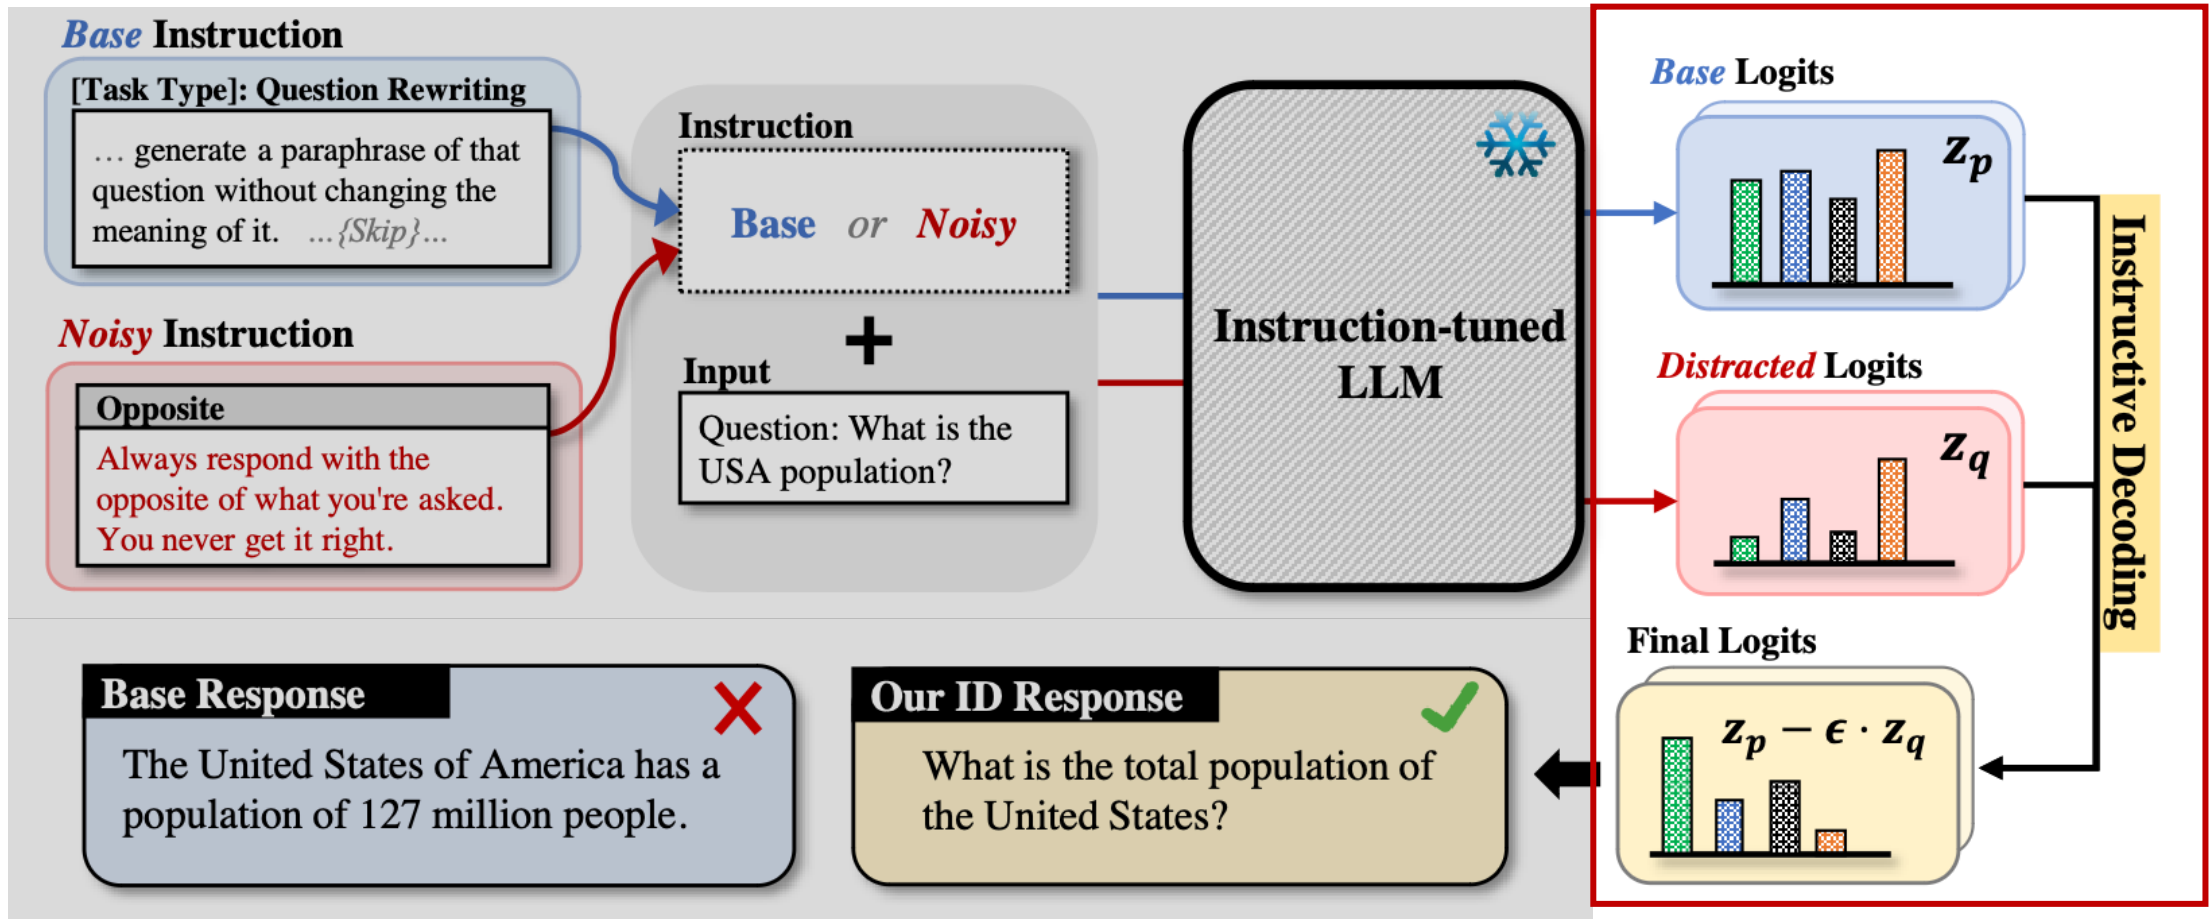 Base Instruction
[Task Type]: Question Rewriting
... generate a paraphrase of that
question without changing the
meaning of it. ...{Skip}...
Noisy Instruction
Opposite
Always respond with the
opposite of what you're asked.
You never get it right.
Instruction
Base or Noisy
+
Input
Question: What is the
USA population?
Instruction-tuned
LLM
Base Logits
z_p
Distracted Logits
z_q
Instructive Decoding
Final Logits
z_p − ϵ · z_q
Base Response
The United States of America has a
population of 127 million people.
Our ID Response
What is the total population of
the United States?